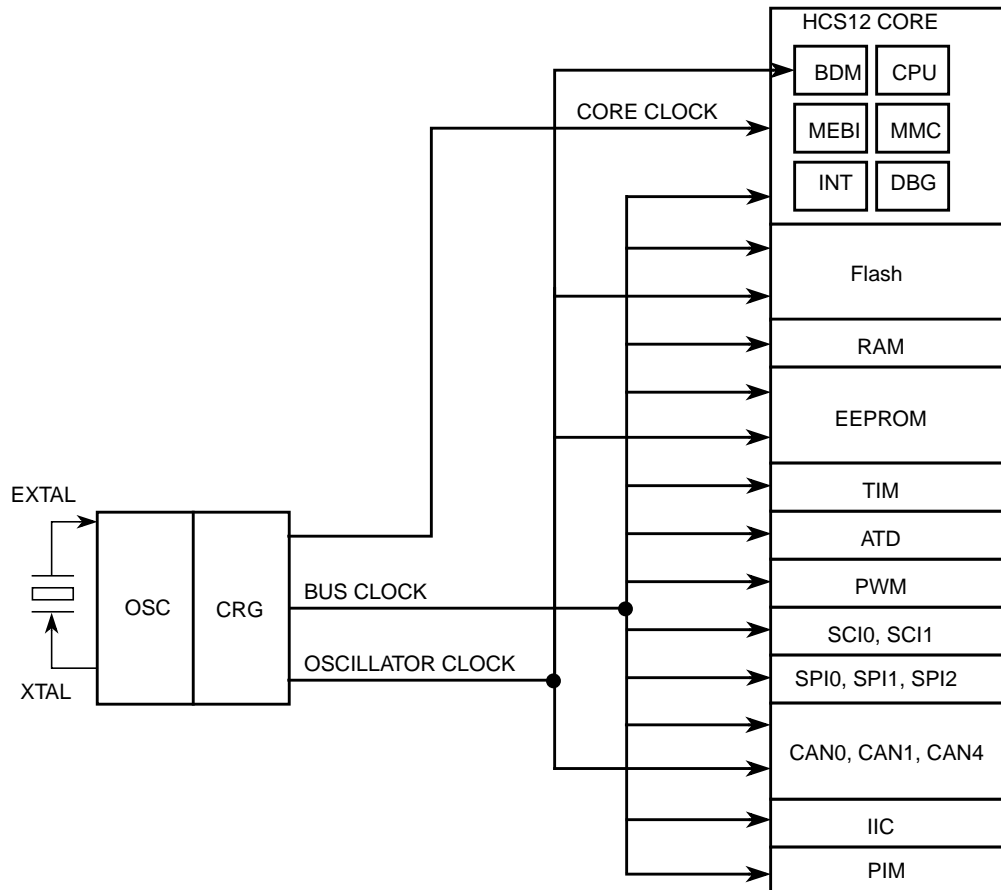 HCS12 CORE
BDM
CPU
CORE CLOCK
MEBI
MMC
INT
DBG
Flash
RAM
EEPROM
EXTAL
TIM
ATD
PWM
OSC
CRG
BUS CLOCK
SCI0, SCI1
OSCILLATOR CLOCK
XTAL
SPI0, SPI1, SPI2
CAN0, CAN1, CAN4
IIC
PIM